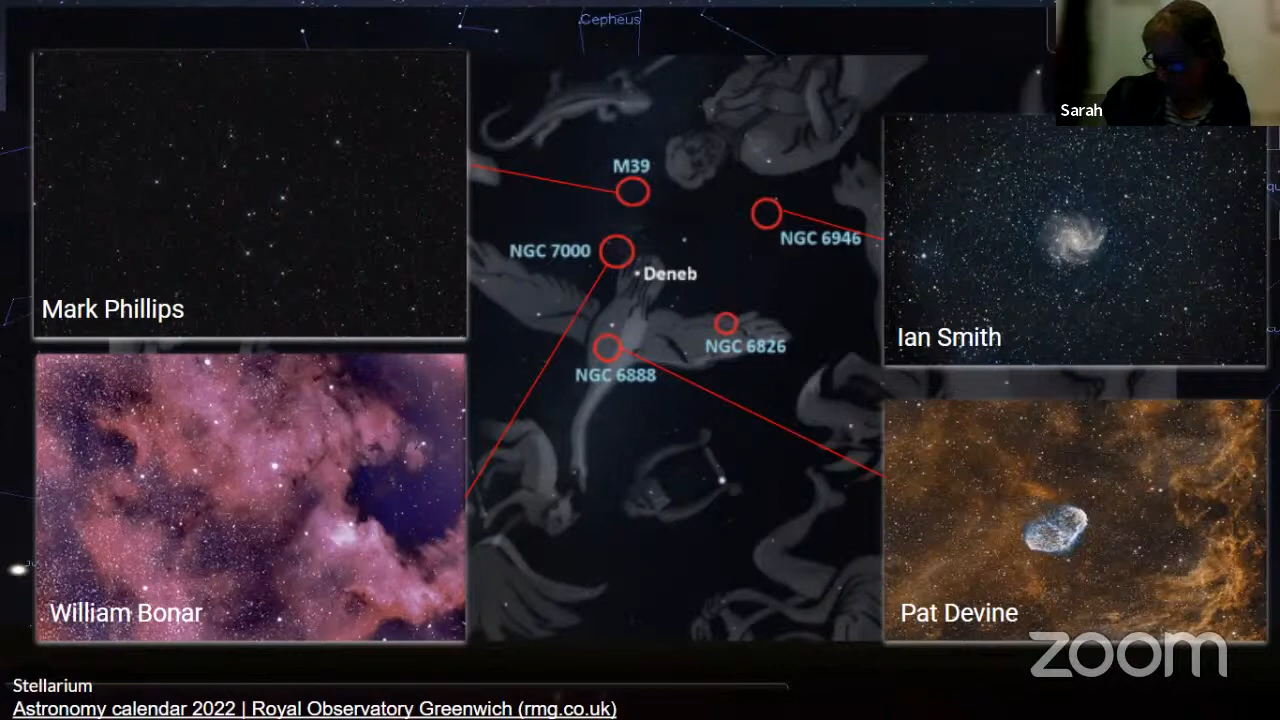 Cepheus
Sarah
M39
NGC 7000
NGC 6946
Deneb
Mark Phillips
Ian Smith
NGC 6826
NGC 6888
William Bonar
Pat Devine
zoom
Stellarium
Astronomy calendar 2022 | Royal Observatory Greenwich (rmg.co.uk)